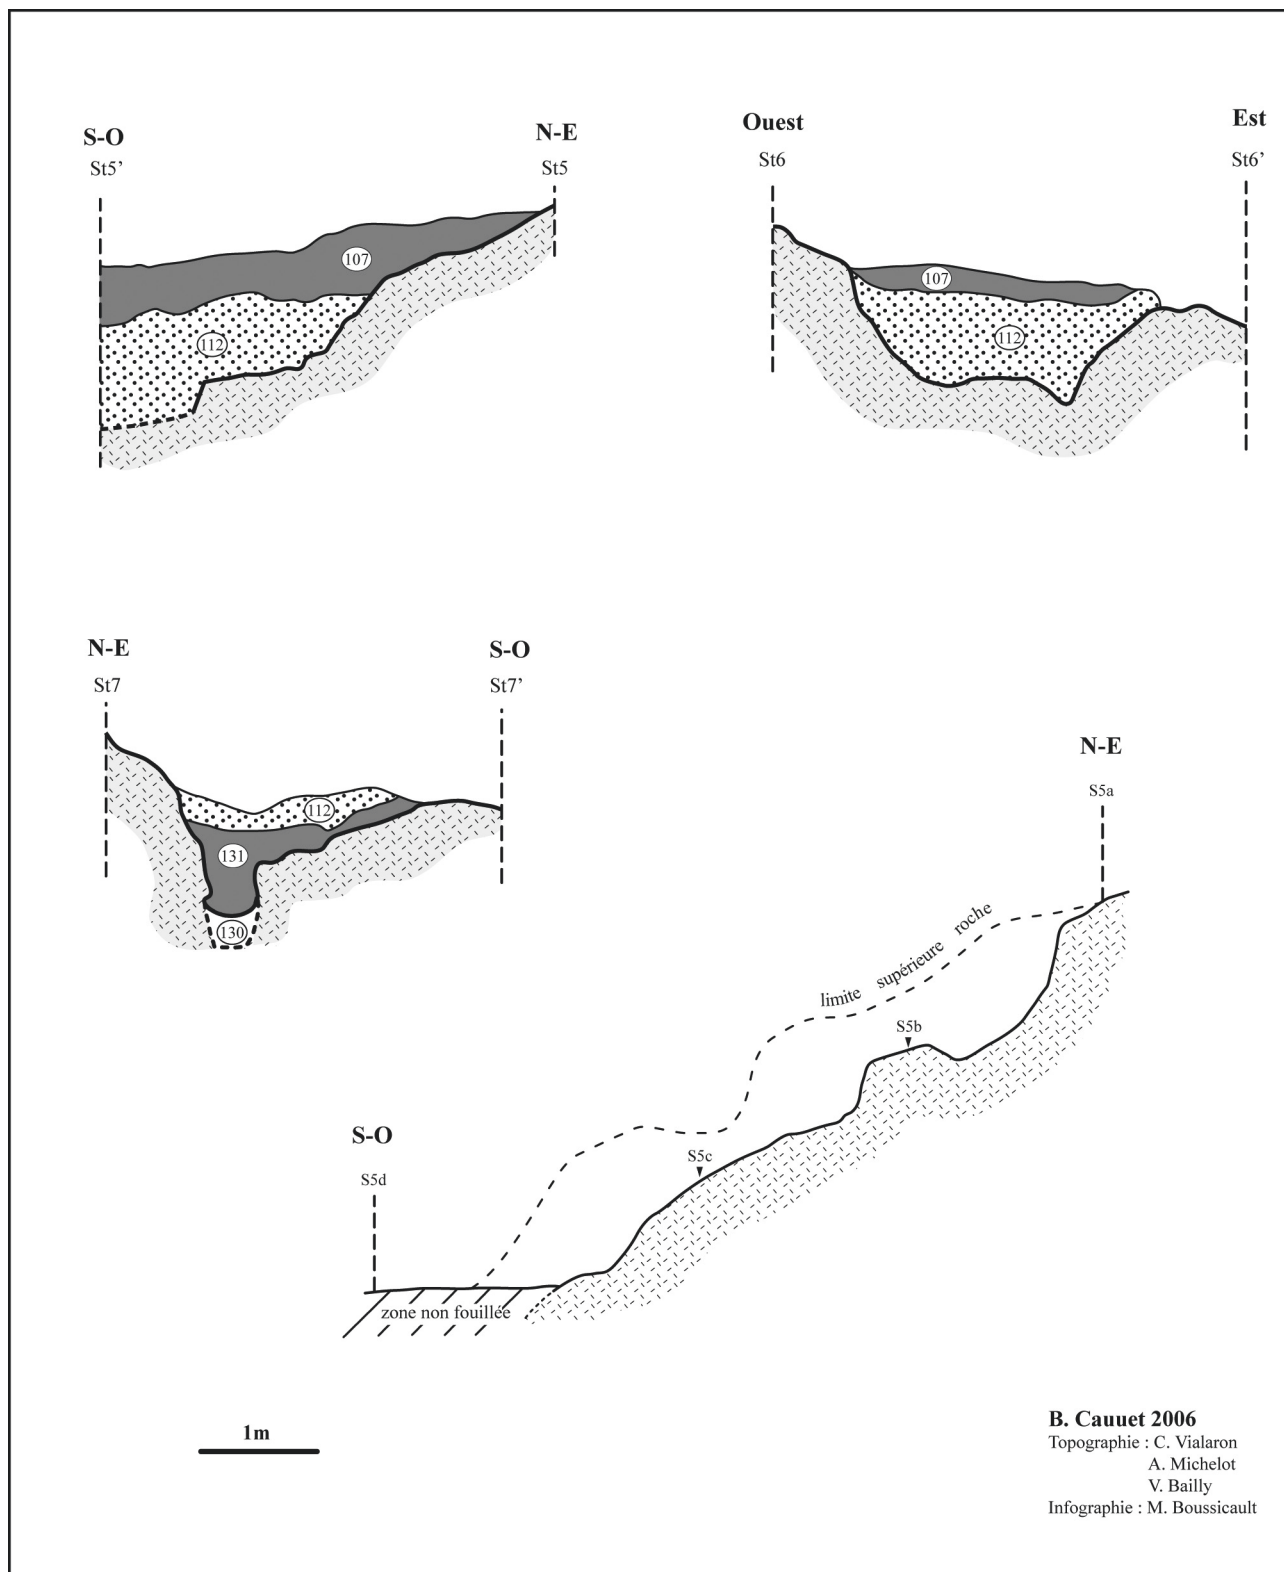 S-O
St5’
N-E
St5
107
112
Ouest
St6
Est
St6’
107
112
N-E
St7
S-O
St7’
112
131
130
N-E
S5a
limite supérieure roche
S5b
S5c
S-O
S5d
zone non fouillée
1m
B. Cauuet 2006
Topographie : C. Vialaron
A. Michelot
V. Bailly
Infographie : M. Boussicault